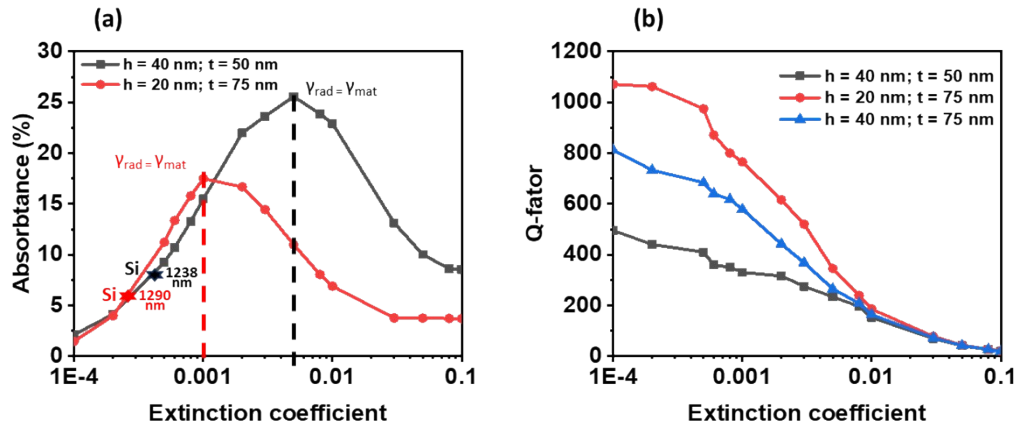 (a)
30
25
20
15
10
5
0
Absorbtance (%)
h = 40 nm; t = 50 nm
h = 20 nm; t = 75 nm
γrad = γmat
γrad = γmat
Si
1238
nm
Si
1290
nm
1E-4
0.001
0.01
0.1
Extinction coefficient
(b)
1200
1000
800
600
400
200
0
Q-fator
h = 40 nm; t = 50 nm
h = 20 nm; t = 75 nm
h = 40 nm; t = 75 nm
1E-4
0.001
0.01
0.1
Extinction coefficient